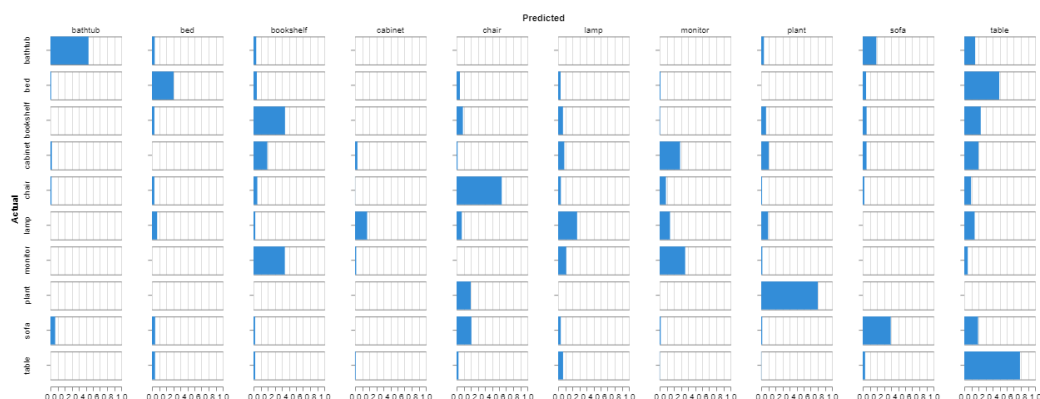 Predicted
bathtub bed bookshelf cabinet chair lamp monitor plant sofa table
Actual
bathtub
bed
bookshelf
cabinet
chair
lamp
monitor
plant
sofa
table
0.0 0.2 0.4 0.6 0.8 1.0 0.0 0.2 0.4 0.6 0.8 1.0 0.0 0.2 0.4 0.6 0.8 1.0 0.0 0.2 0.4 0.6 0.8 1.0 0.0 0.2 0.4 0.6 0.8 1.0 0.0 0.2 0.4 0.6 0.8 1.0 0.0 0.2 0.4 0.6 0.8 1.0 0.0 0.2 0.4 0.6 0.8 1.0 0.0 0.2 0.4 0.6 0.8 1.0 0.0 0.2 0.4 0.6 0.8 1.0